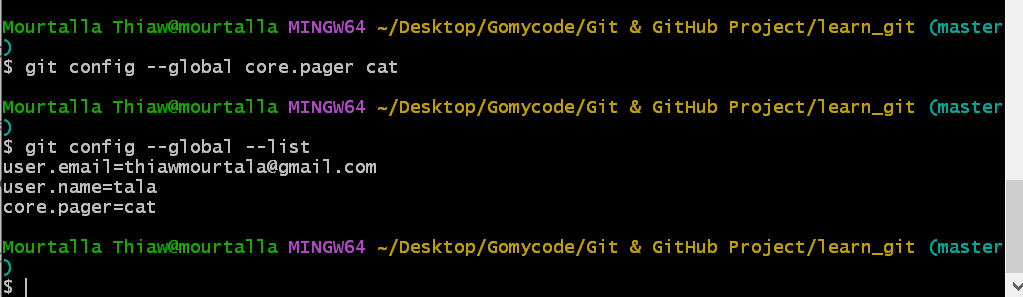 Mourtalla Thiaw@mourtalla MINGW64 ~/Desktop/Gomycode/Git & GitHub Project/learn_git (master
)
$ git config --global core.pager cat
Mourtalla Thiaw@mourtalla MINGW64 ~/Desktop/Gomycode/Git & GitHub Project/learn_git (master
)
$ git config --global --list
user.email=thiawmourtala@gmail.com
user.name=tala
core.pager=cat
Mourtalla Thiaw@mourtalla MINGW64 ~/Desktop/Gomycode/Git & GitHub Project/learn_git (master
)
$